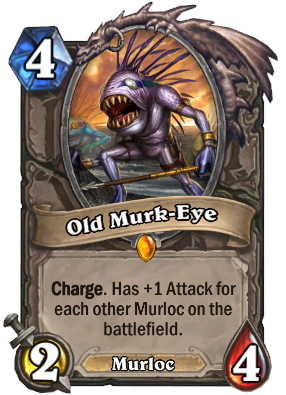 4
Old Murk-Eye
Charge. Has +1 Attack for
each other Murloc on the
battlefield.
2
Murloc
4